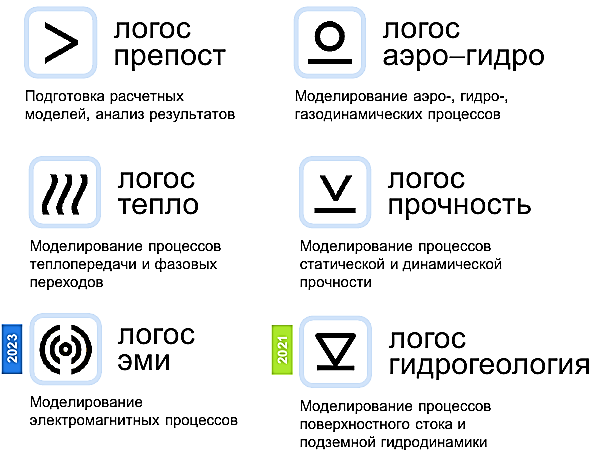 логос
препост
Подготовка расчетных
моделей, анализ результатов
логос
аэро–гидро
Моделирование аэро-, гидро-,
газодинамических процессов
логос
тепло
Моделирование процессов
теплопередачи и фазовых
переходов
логос
прочность
Моделирование процессов
статической и динамической
прочности
2023
логос
эми
Моделирование
электромагнитных процессов
2021
логос
гидрогеология
Моделирование процессов
поверхностного стока и
подземной гидродинамики